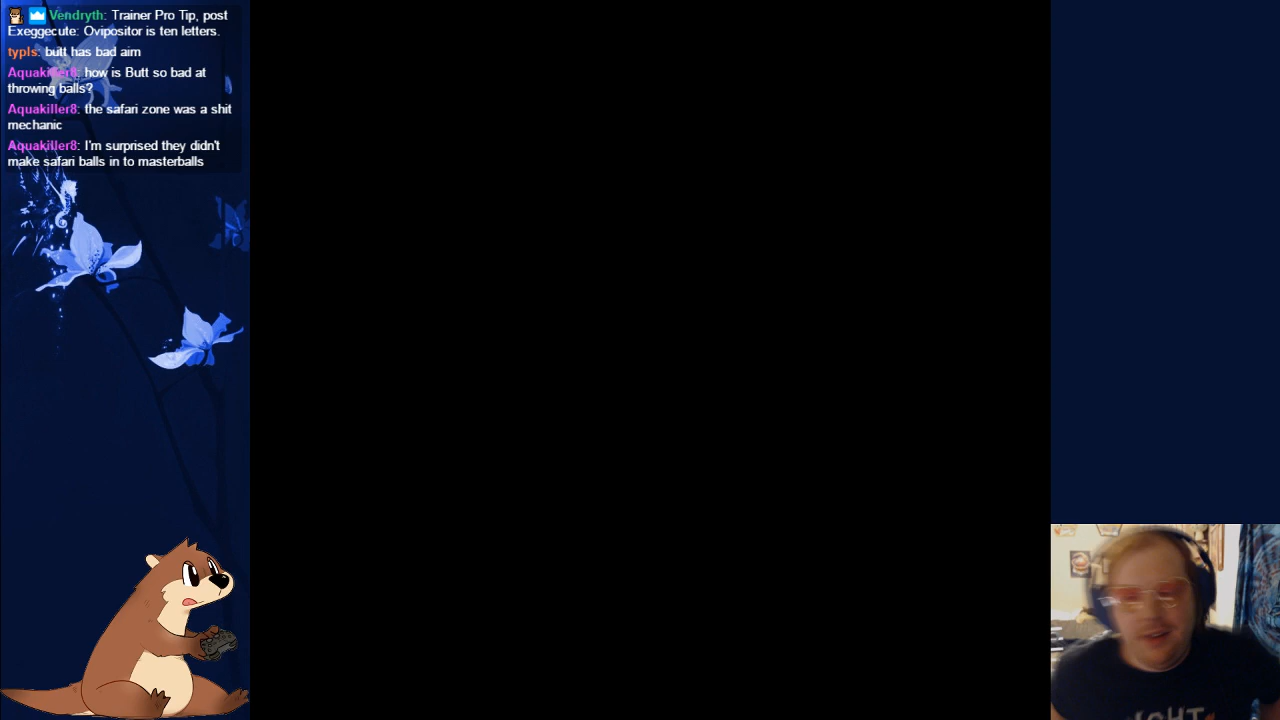 Vendryth: Trainer Pro Tip, post
Exeggecute: Ovipositor is ten letters.
typls: butt has bad aim
Aquakiller8: how is Butt so bad at
throwing balls?
Aquakiller8: the safari zone was a shit
mechanic
Aquakiller8: I'm surprised they didn't
make safari balls in to masterballs